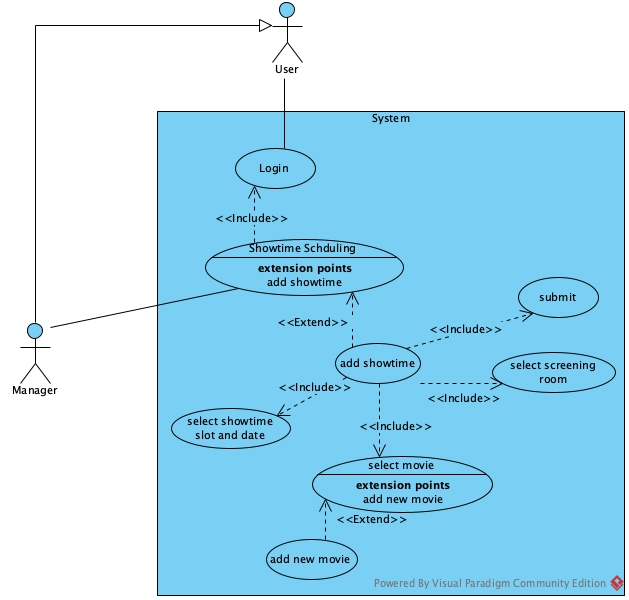 User
System
Login
<<Include>>
Showtime Schduling
extension points
add showtime
submit
<<Extend>>
<<Include>>
Manager
add showtime
select screening
room
<<Include>>
<<Include>>
select showtime
slot and date
<<Include>>
select movie
extension points
add new movie
<<Extend>>
add new movie
Powered By Visual Paradigm Community Edition